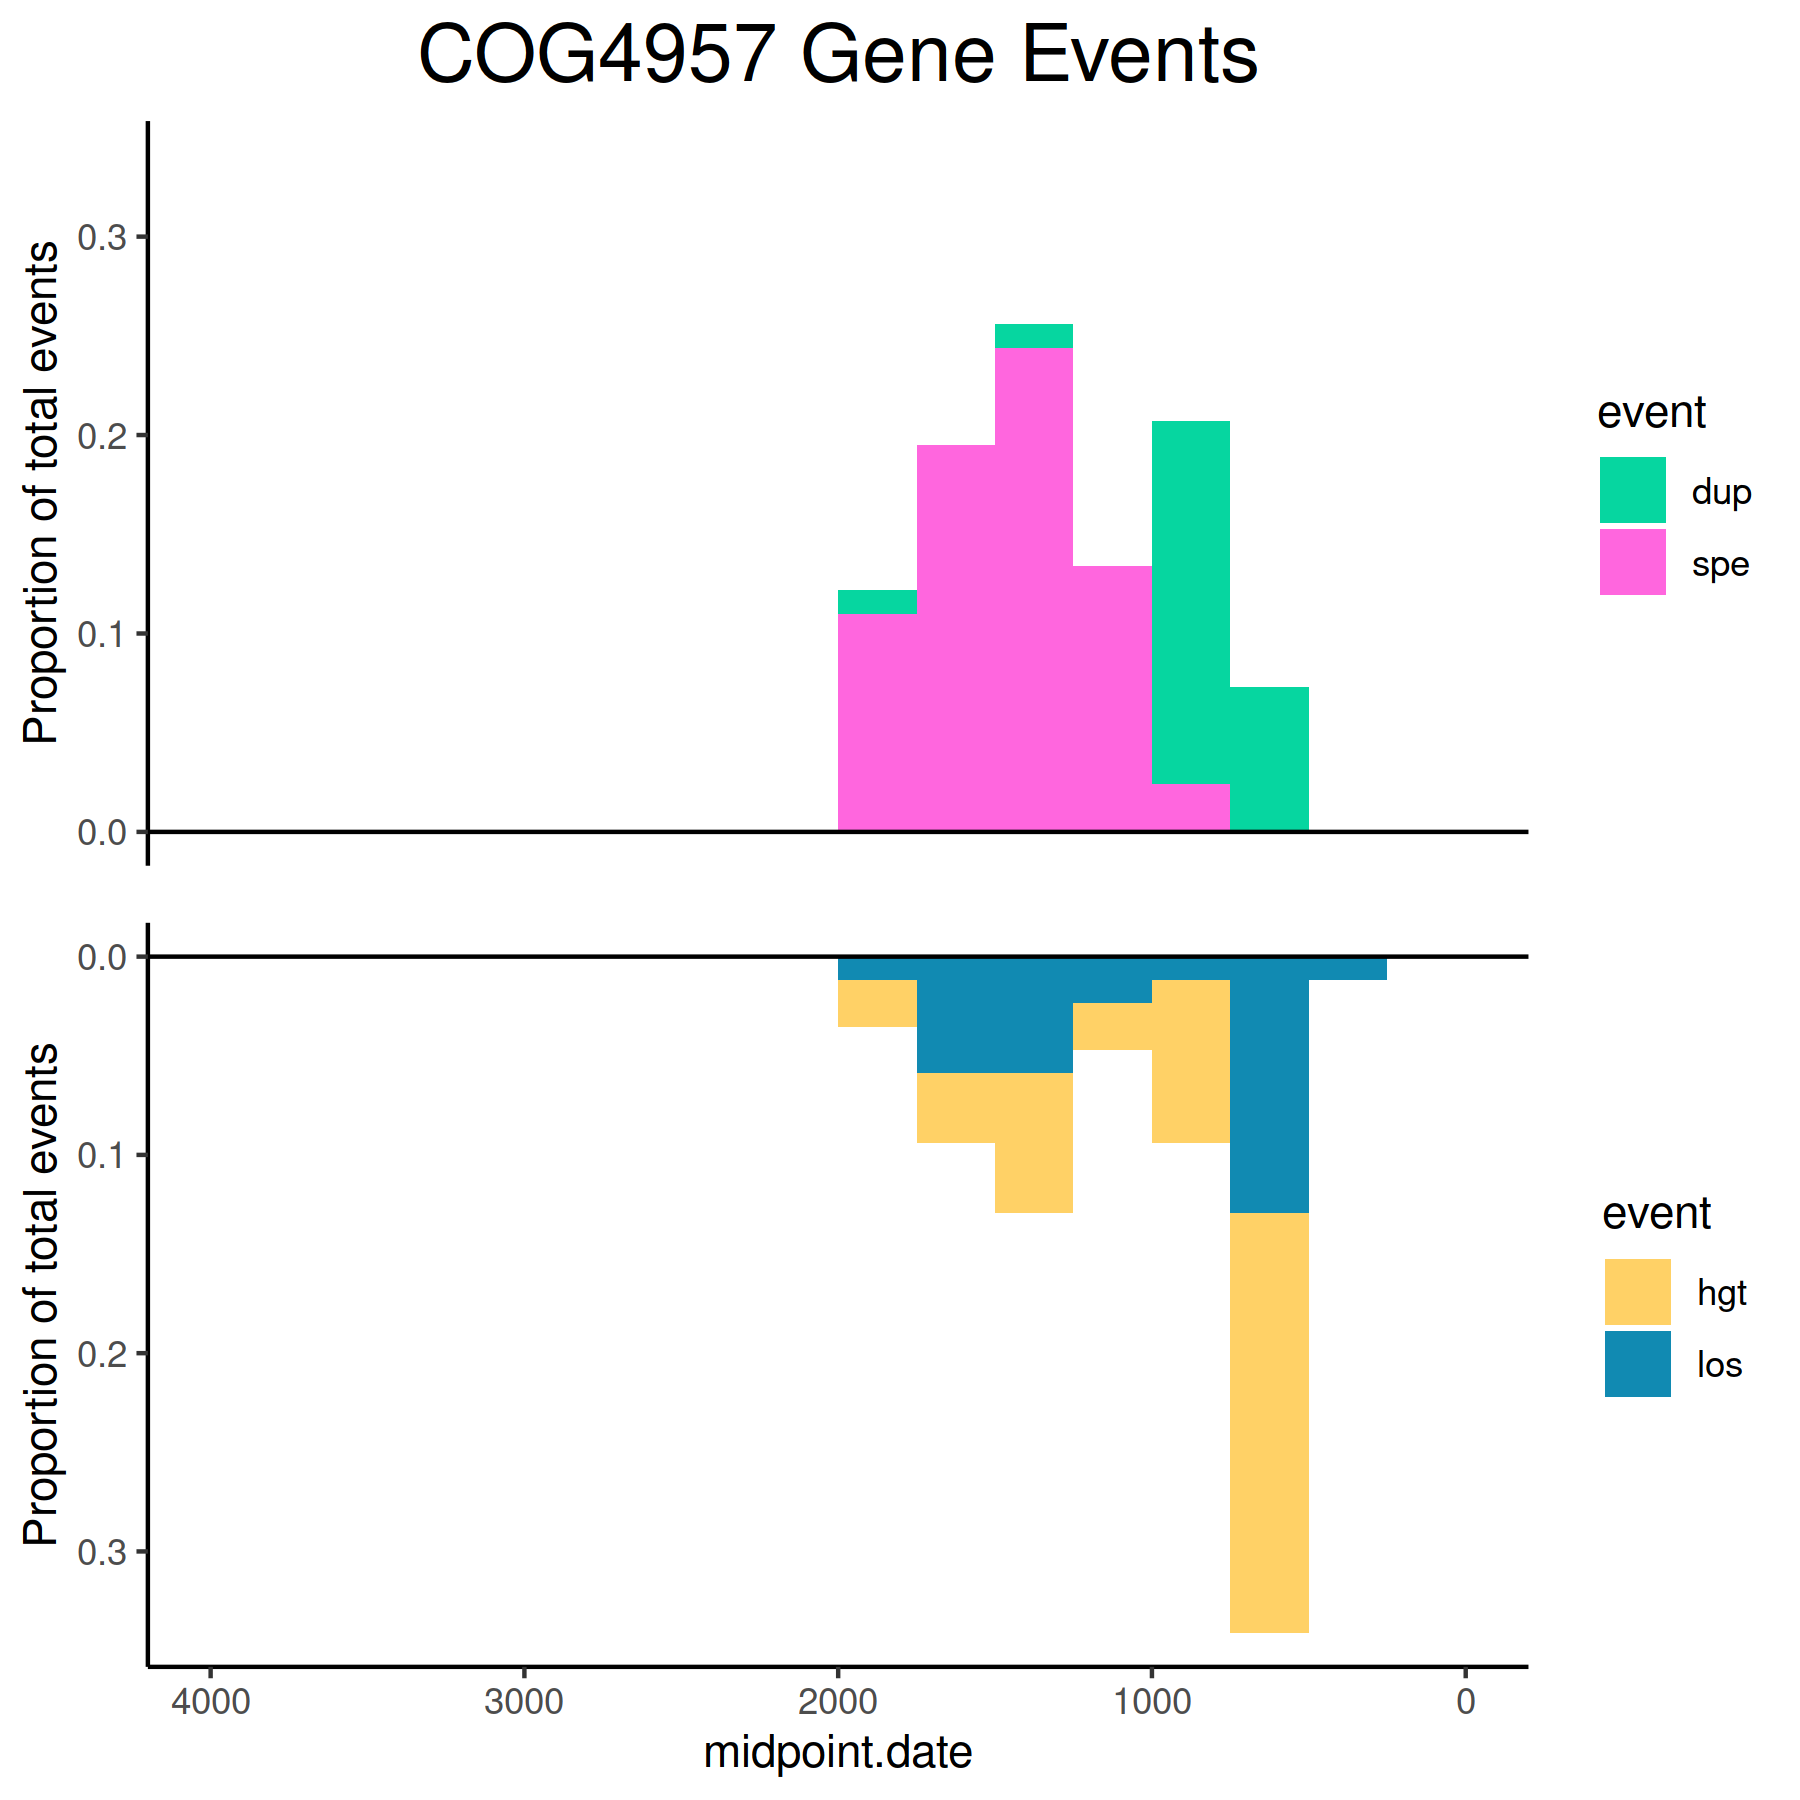 COG4957 Gene Events
Proportion of total events
0.3
0.2
0.1
0.0
event
dup
spe
Proportion of total events
0.0
0.1
0.2
0.3
event
hgt
los
4000 3000 2000 1000 0
midpoint.date